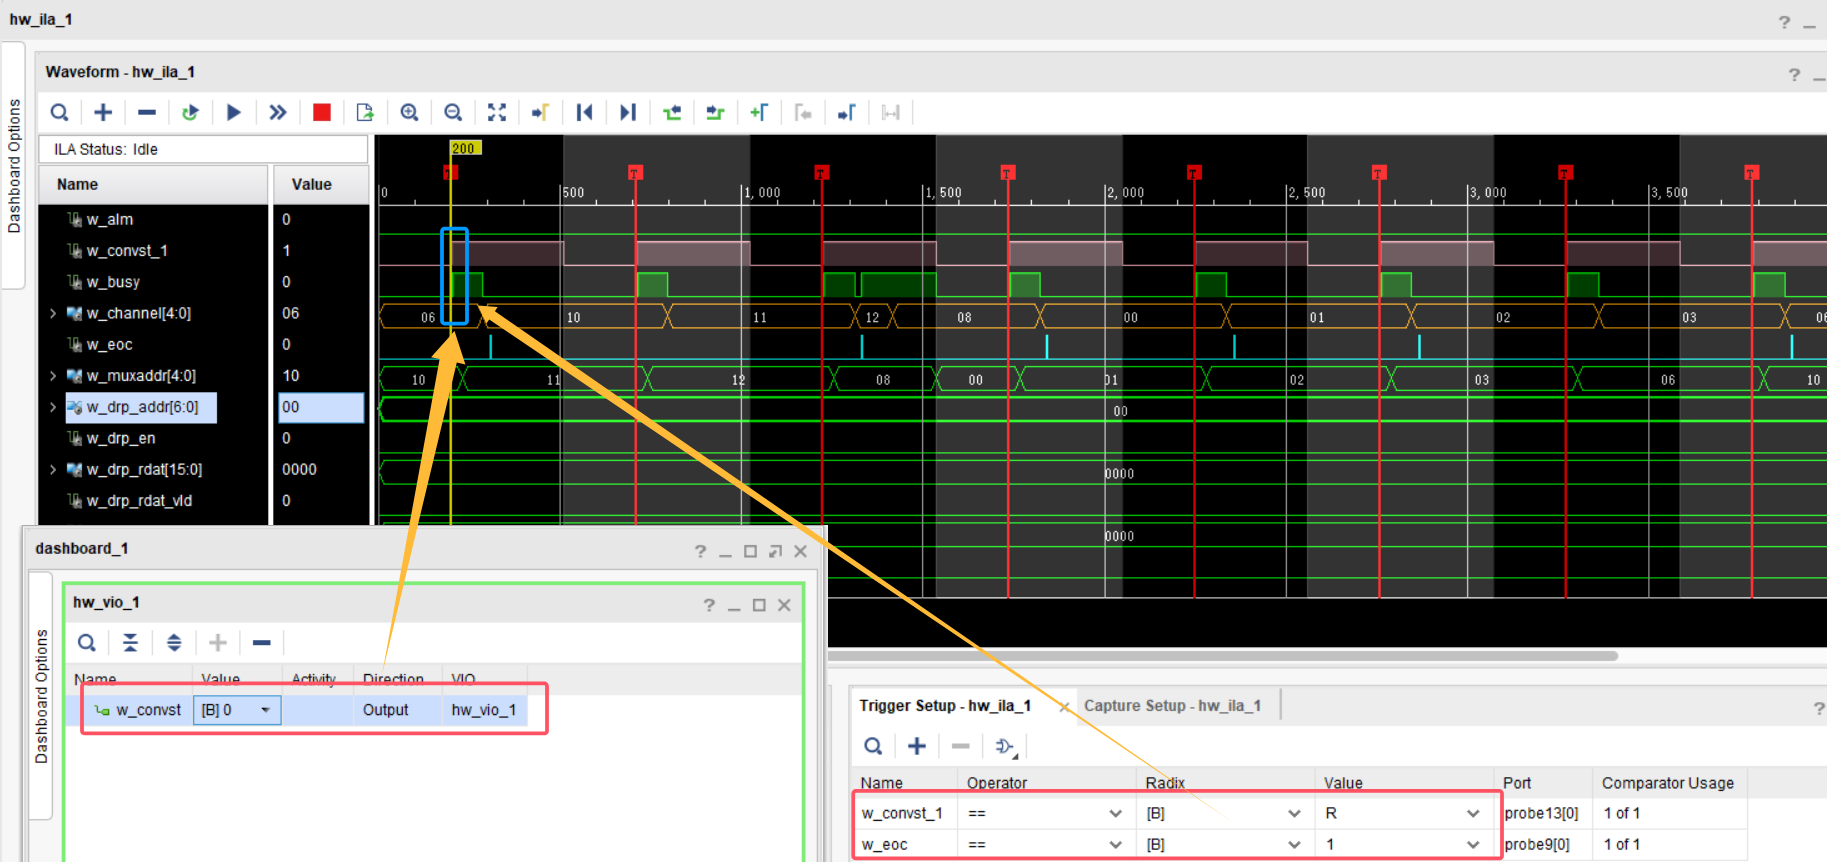 hw_ila_1
Dashboard Options
Waveform - hw_ila_1
ILA Status: Idle
Name Value
200
T T T T T T T T
0 500 1,000 1,500 2,000 2,500 3,000 3,500
w_alm 0
w_convst_1 1
w_busy 0
w_channel[4:0] 06 06 10 11 12 08 00 01 02 03 06
w_eoc 0
w_muxaddr[4:0] 10 10 11 12 08 00 01 02 03 06 10
w_drp_addr[6:0] 00 00
w_drp_en 0
w_drp_rdat[15:0] 0000 0000
w_drp_rdat_vld 0
0000
dashboard_1
Dashboard Options
hw_vio_1
Name Value Activity Direction VIO
w_convst [B] 0 Output hw_vio_1
Trigger Setup - hw_ila_1 Capture Setup - hw_ila_1
Name Operator Radix Value Port Comparator Usage
w_convst_1 == [B] R probe13[0] 1 of 1
w_eoc == [B] 1 probe9[0] 1 of 1